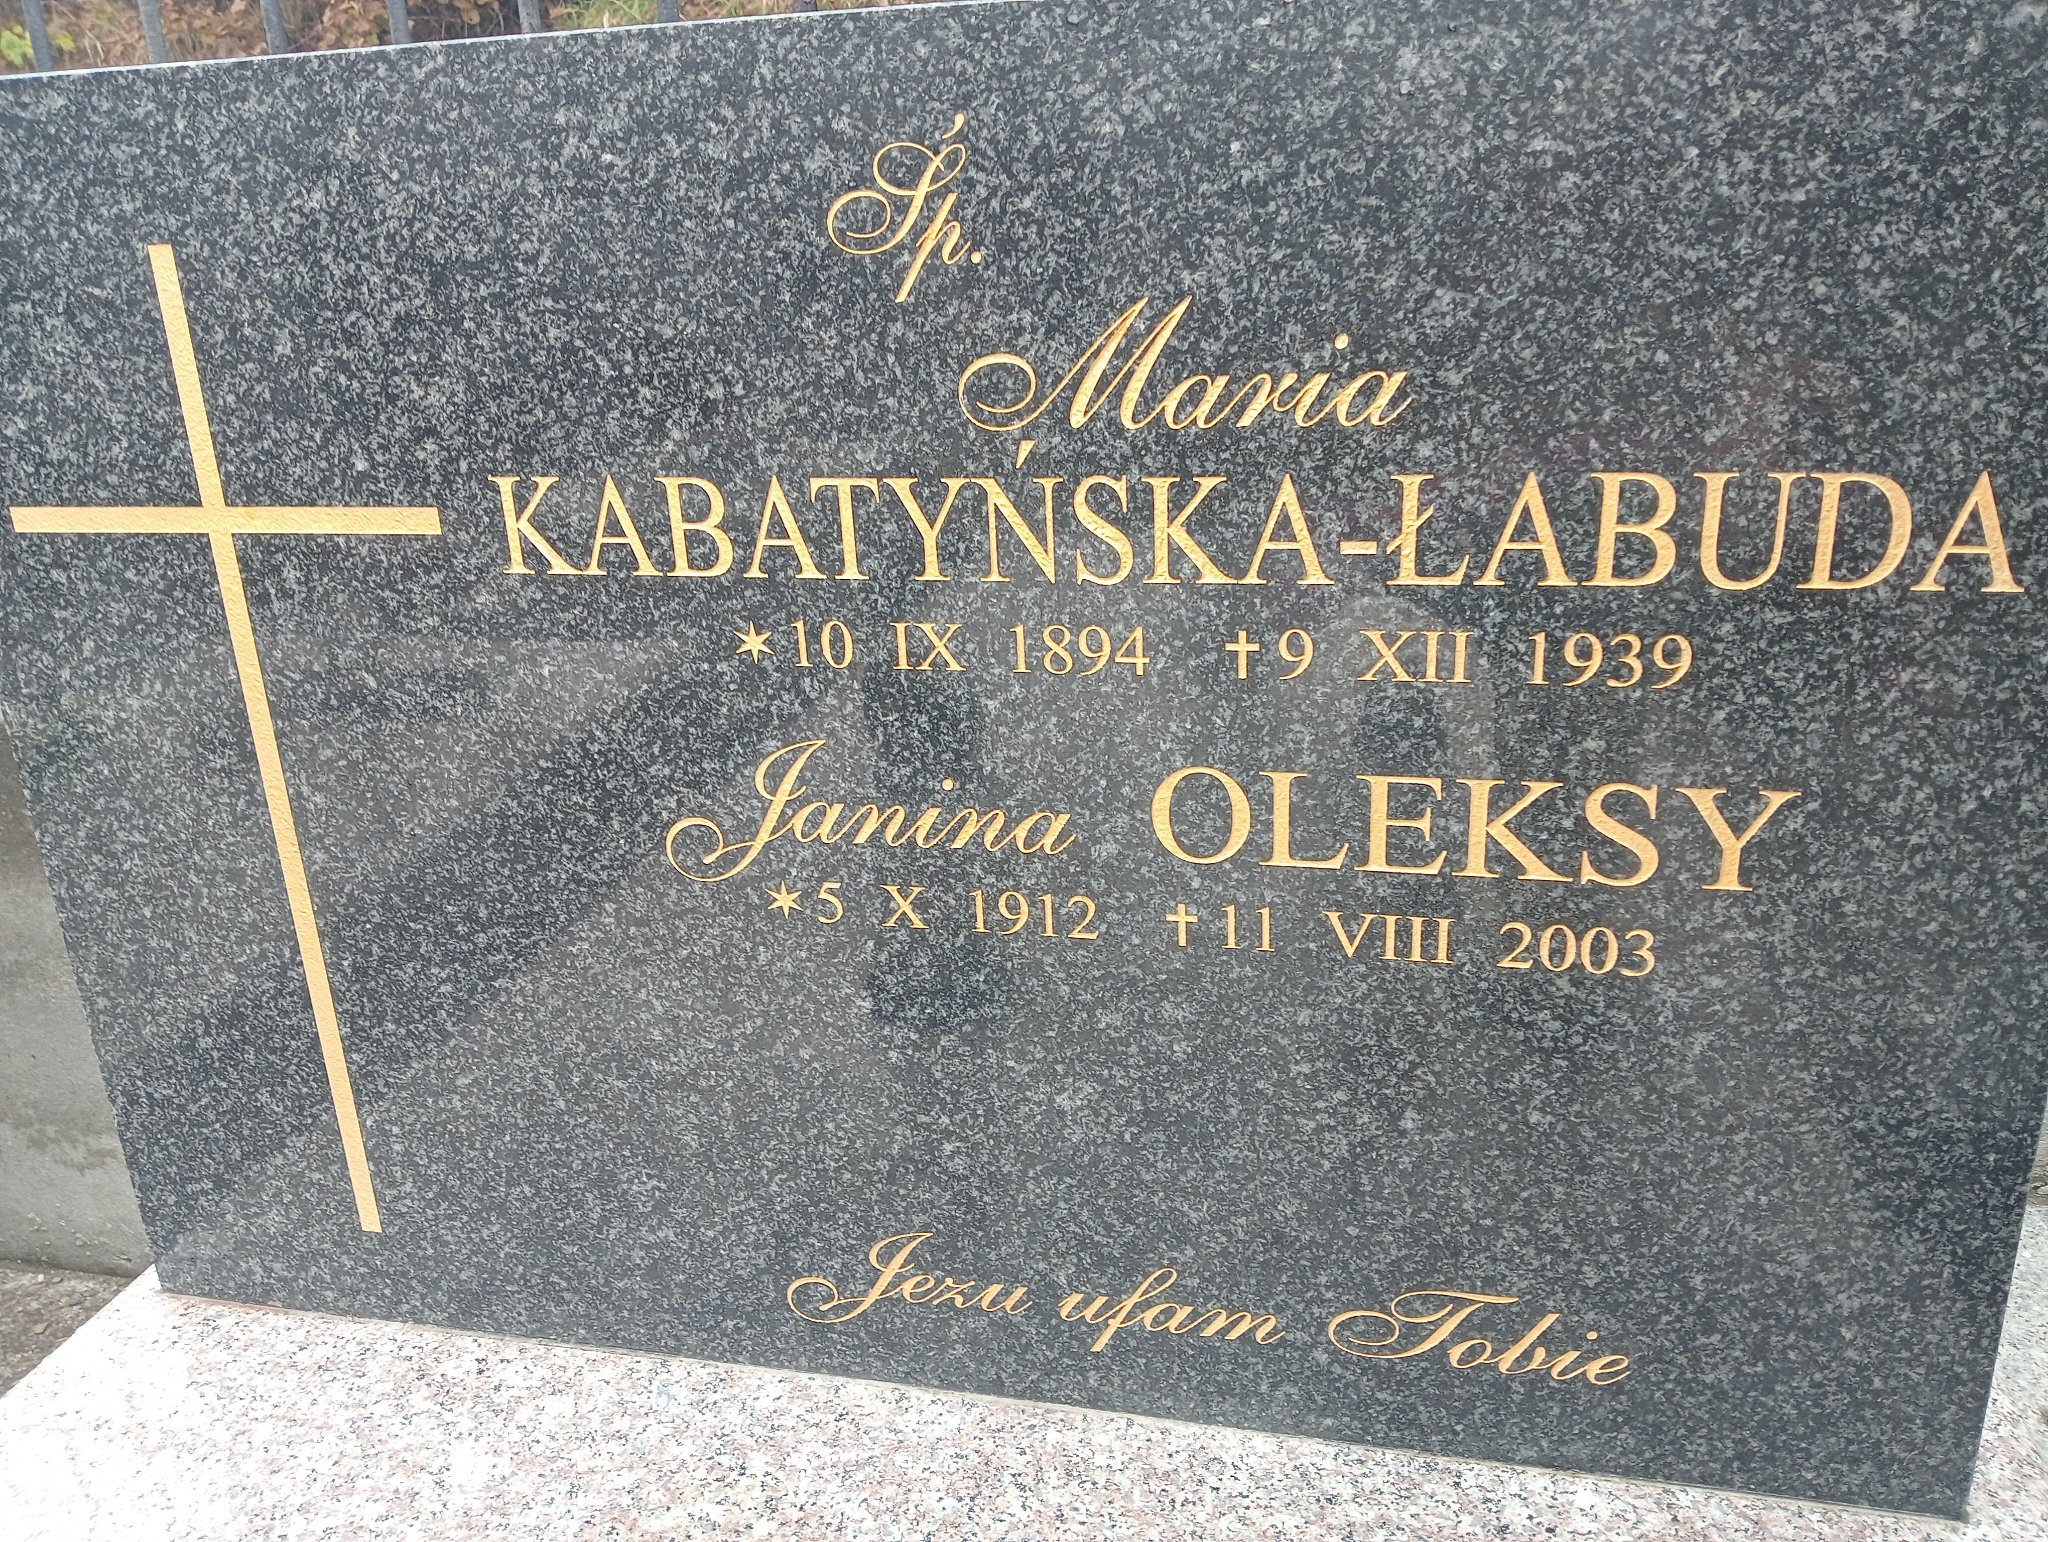 Śp.
Maria
KABATYŃSKA-ŁABUDA
✶10 IX 1894 ✝9 XII 1939
Janina OLEKSY
✶5 X 1912 ✝11 VIII 2003
Jezu ufam Tobie